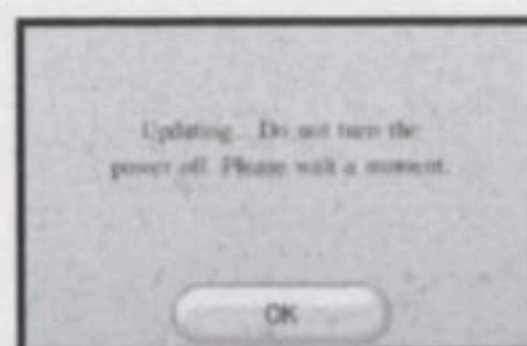 Updating... Do not turn the
power off. Please wait a moment.
OK